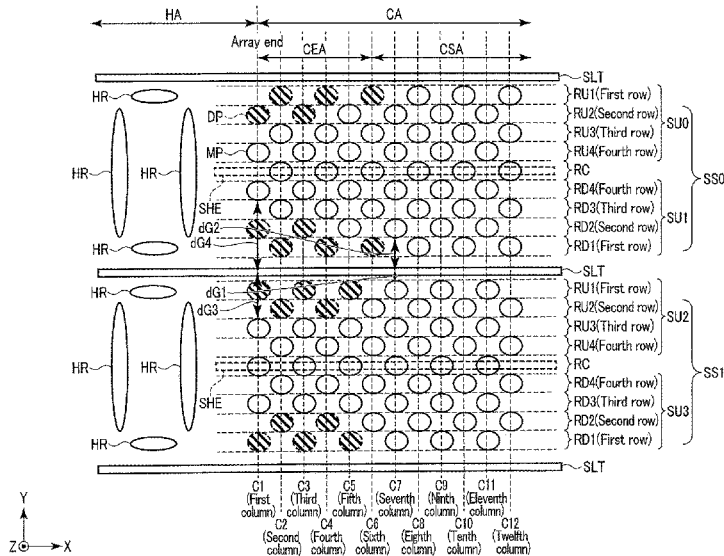 HA CA
Array end
CEA CSA
SLT
HR RU1(First row)
DP RU2(Second row) SU0
RU3(Third row)
MP RU4(Fourth row)
HR HR RC SS0
SHE RD4(Fourth row)
dG2 RD3(Third row) SU1
RD2(Second row)
HR dG4 RD1(First row)
SLT
HR dG1 RU1(First row)
dG3 RU2(Second row) SU2
RU3(Third row)
RU4(Fourth row)
HR HR RC SS1
SHE RD4(Fourth row)
RD3(Third row) SU3
RD2(Second row)
HR RD1(First row)
SLT
C1 C3 C5 C7 C9 C11
(First column) (Third column) (Fifth column) (Seventh column) (Ninth column) (Eleventh column)
C2 C4 C6 C8 C10 C12
(Second column) (Fourth column) (Sixth column) (Eighth column) (Tenth column) (Twelfth column)
Y
Z X